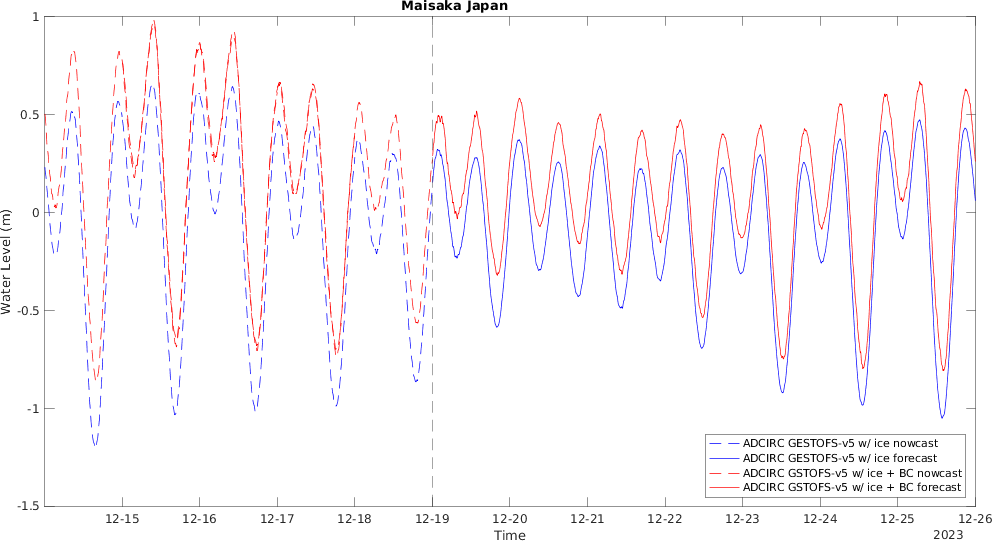 Maisaka Japan
Water Level (m)
1
0.5
0
-0.5
-1
-1.5
12-15 12-16 12-17 12-18 12-19 12-20 12-21 12-22 12-23 12-24 12-25 12-26
Time
2023
ADCIRC GESTOFS-v5 w/ ice nowcast
ADCIRC GESTOFS-v5 w/ ice forecast
ADCIRC GSTOFS-v5 w/ ice + BC nowcast
ADCIRC GSTOFS-v5 w/ ice + BC forecast